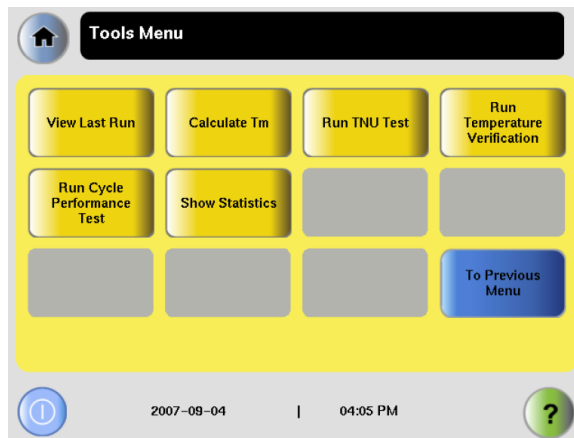 Tools Menu
View Last Run
Calculate Tm
Run TNU Test
Run
Temperature
Verification
Run Cycle
Performance
Test
Show Statistics
To Previous
Menu
2007-09-04 | 04:05 PM
?